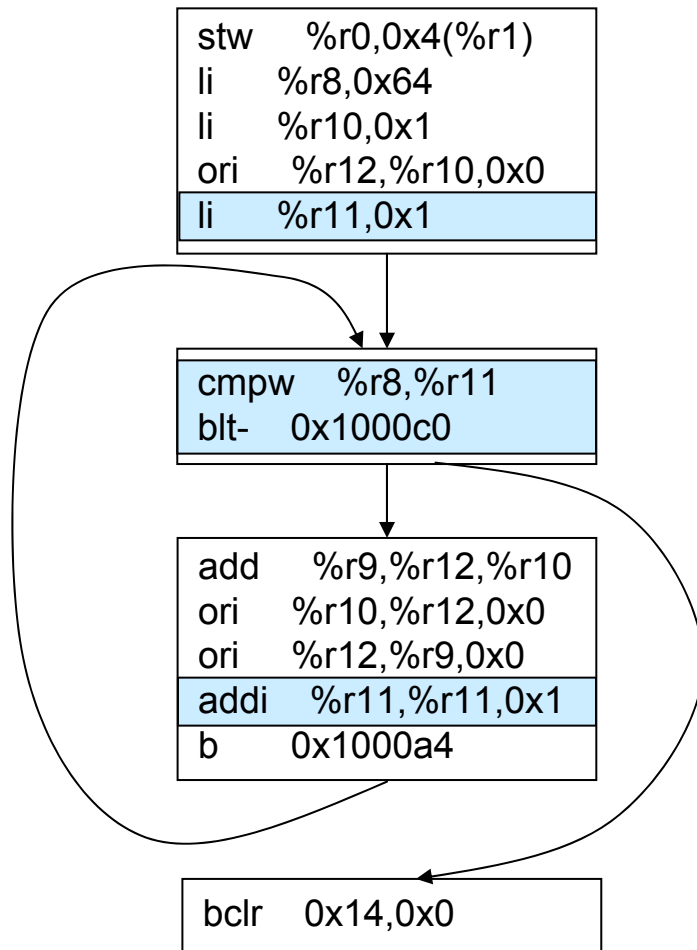 stw %r0,0x4(%r1)
li %r8,0x64
li %r10,0x1
ori %r12,%r10,0x0
li %r11,0x1
cmpw %r8,%r11
blt- 0x1000c0
add %r9,%r12,%r10
ori %r10,%r12,0x0
ori %r12,%r9,0x0
addi %r11,%r11,0x1
b 0x1000a4
bclr 0x14,0x0